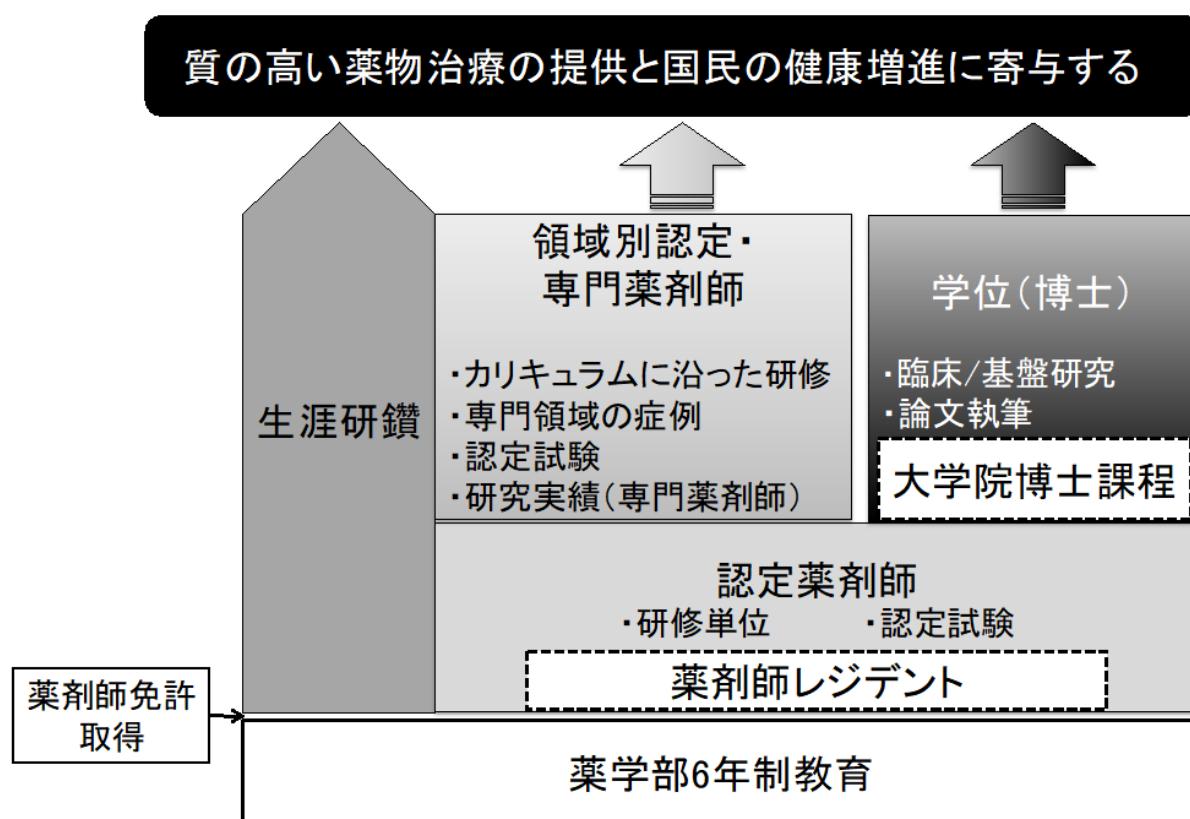 質の高い薬物治療の提供と国民の健康増進に寄与する
生涯研鑽
領域別認定・
専門薬剤師
・カリキュラムに沿った研修
・専門領域の症例
・認定試験
・研究実績(専門薬剤師)
学位(博士)
・臨床/基盤研究
・論文執筆
大学院博士課程
認定薬剤師
・研修単位
・認定試験
薬剤師レジデント
薬剤師免許
取得
薬学部6年制教育